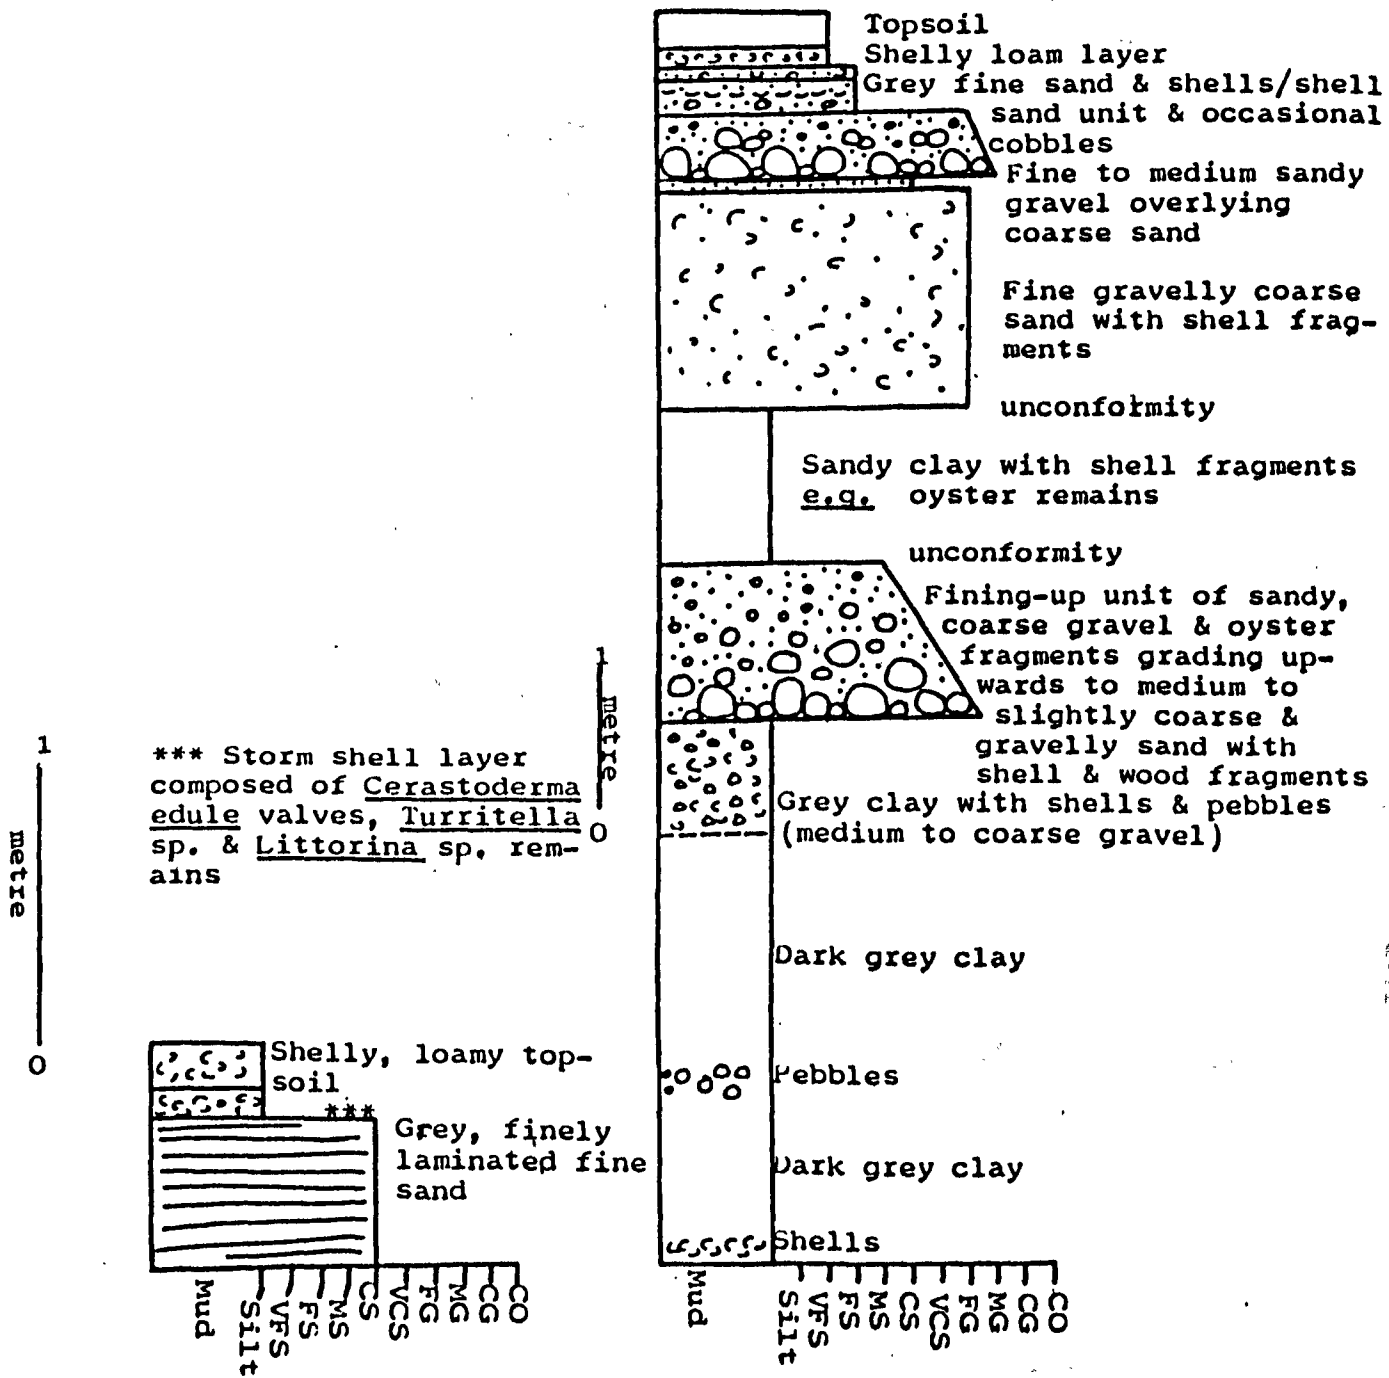 Topsoil
Shelly loam layer
Grey fine sand & shells/shell
sand unit & occasional
cobbles
Fine to medium sandy
gravel overlying
coarse sand
Fine gravelly coarse
sand with shell frag-
ments
unconformity
Sandy clay with shell fragments
e.g. oyster remains
unconformity
Fining-up unit of sandy,
coarse gravel & oyster
fragments grading up-
wards to medium to
slightly coarse &
gravelly sand with
shell & wood fragments
Grey clay with shells & pebbles
(medium to coarse gravel)
Dark grey clay
Pebbles
Dark grey clay
Shells
Mud
Silt
VFS
FS
MS
CS
VCS
FG
MG
CG
CO
1
metre
0
1
metre
0
*** Storm shell layer
composed of Cerastoderma
edule valves, Turritella
sp. & Littorina sp. rem-
ains
Shelly, loamy top-
soil
***
Grey, finely
laminated fine
sand
Mud
Silt
VFS
FS
MS
CS
VCS
FG
MG
CG
CO